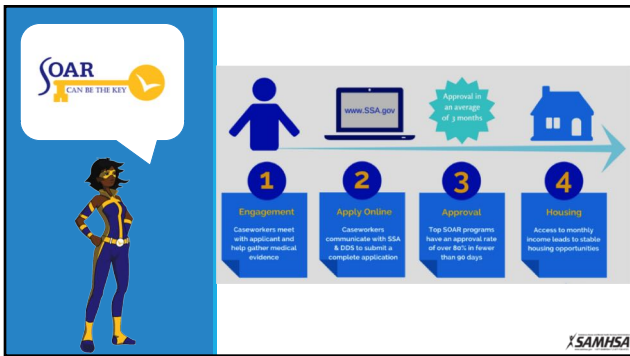 SOAR
CAN BE THE KEY
www.SSA.gov
Approval in
an average
of 3 months
1
Engagement
Caseworkers meet
with applicant and
help gather medical
evidence
2
Apply Online
Caseworkers
communicate with SSA
& DDS to submit a
complete application
3
Approval
Top SOAR programs
have an approval rate
of over 80% in fewer
than 90 days
4
Housing
Access to monthly
income leads to stable
housing opportunities
SAMHSA